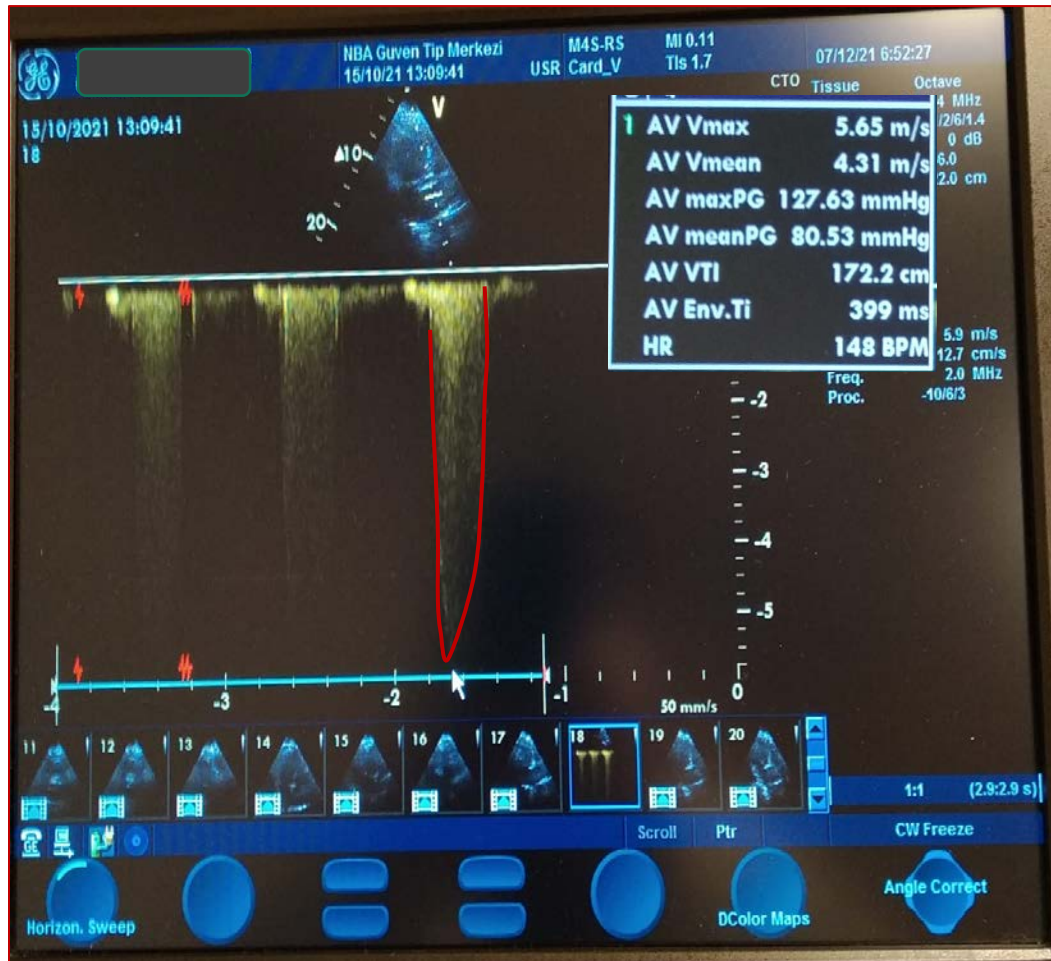 NBA Guven Tip Merkezi
15/10/21 13:09:41
USR
M4S-RS
Card_V
MI 0.11
TIs 1.7
07/12/21 6:52:27
CTO
Tissue
Octave
4 MHz
/2/6/1.4
0 dB
6.0
2.0 cm
15/10/2021 13:09:41
18
V
10
20
1 AV Vmax 5.65 m/s
AV Vmean 4.31 m/s
AV maxPG 127.63 mmHg
AV meanPG 80.53 mmHg
AV VTI 172.2 cm
AV Env.Ti 399 ms
HR 148 BPM
5.9 m/s
12.7 cm/s
Freq. 2.0 MHz
Proc. -10/6/3
-2
-3
-4
-5
-4 -3 -2 -1 0
50 mm/s
11 12 13 14 15 16 17 18 19 20
1:1 (2.9:2.9 s)
GE
Scroll Ptr CW Freeze
Horizon. Sweep
DColor Maps
Angle Correct